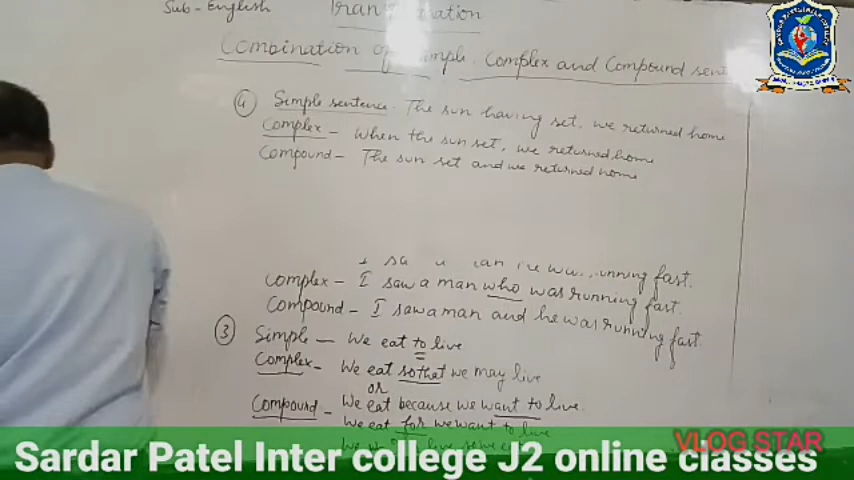 Sub - English
Combination of Complex and Compound
④ Simple sentence. The sun having set, we returned home
Complex - When the sun set, we returned home
Compound - The sun set and we returned home
running fast.
Complex - I saw a man who was running fast.
Compound - I saw a man and he was running fast.
③ Simple - We eat to live
Complex - We eat so that we may live
or
Compound - We eat because we want to live.
We eat for we want to live
VLOG STAR
Sardar Patel Inter college J2 online classes